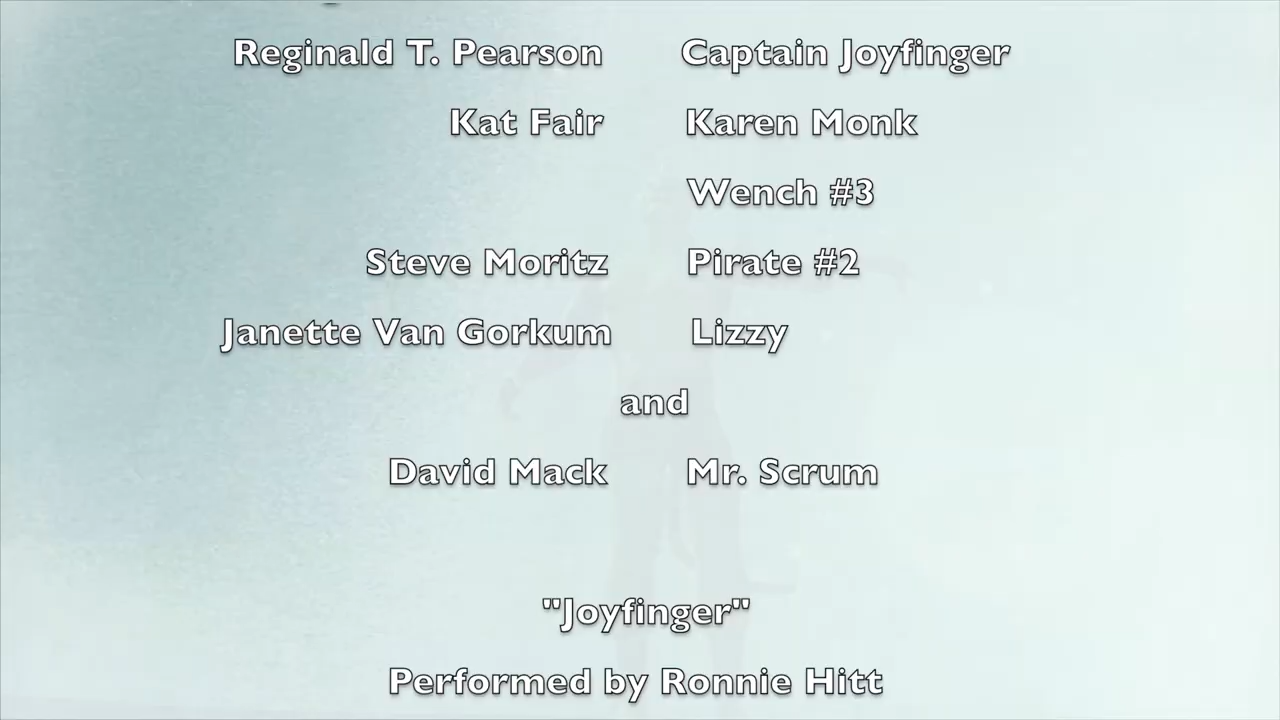 Reginald T. Pearson Captain Joyfinger
Kat Fair Karen Monk
Wench #3
Steve Moritz Pirate #2
Janette Van Gorkum Lizzy
and
David Mack Mr. Scrum
"Joyfinger"
Performed by Ronnie Hitt